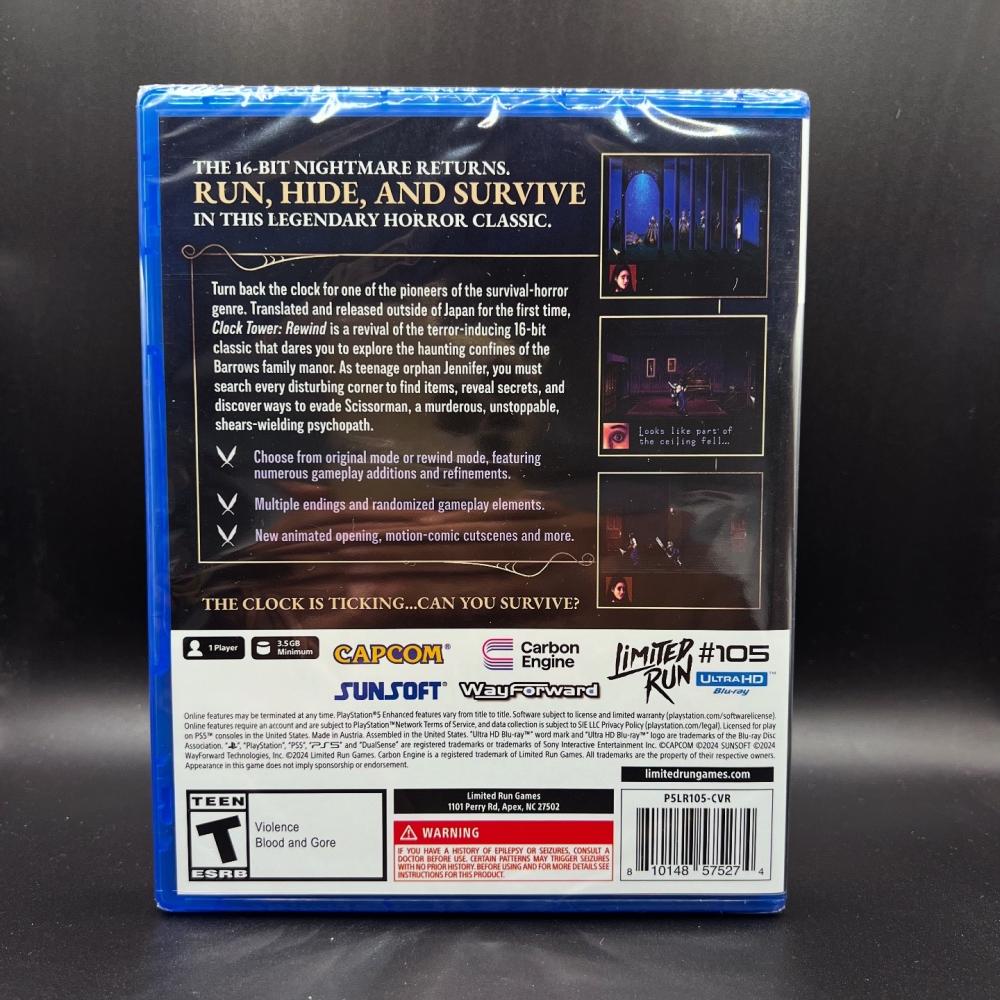 THE 16-BIT NIGHTMARE RETURNS.
RUN, HIDE, AND SURVIVE
IN THIS LEGENDARY HORROR CLASSIC.
Turn back the clock for one of the pioneers of the survival-horror
genre. Translated and released outside of Japan for the first time,
Clock Tower: Rewind is a revival of the terror-inducing 16-bit
classic that dares you to explore the haunting confines of the
Barrows family manor. As teenage orphan Jennifer, you must
search every disturbing corner to find items, reveal secrets, and
discover ways to evade Scissorman, a murderous, unstoppable,
shears-wielding psychopath.
Choose from original mode or rewind mode, featuring
numerous gameplay additions and refinements.
Multiple endings and randomized gameplay elements.
New animated opening, motion-comic cutscenes and more.
THE CLOCK IS TICKING...CAN YOU SURVIVE?
Looks like part of
the ceiling fell...
1 Player
3.5GB
Minimum
CAPCOM®
Carbon
Engine
LIMITED
RUN
#105
ULTRA HD™
Blu-ray
SUNSOFT®
WayForward
Online features may be terminated at any time. PlayStation®5 Enhanced features vary from title to title. Software subject to license and limited warranty (playstation.com/softwarelicense).
Online features require an account and are subject to PlayStation™Network Terms of Service, and data collection is subject to SIE LLC Privacy Policy (playstation.com/legal). Licensed for play
on PS5™ consoles in the United States. Made in Austria. Assembled in the United States. "Ultra HD Blu-ray™" word mark and "Ultra HD Blu-ray" logo are trademarks of the Blu-ray Disc
Association. "PS", "PlayStation", "PS5", "PS5" and "DualSense" are registered trademarks or trademarks of Sony Interactive Entertainment Inc. ©CAPCOM ©2024 SUNSOFT ©2024
WayForward Technologies, Inc. ©2024 Limited Run Games. Carbon Engine is a registered trademark of Limited Run Games. All trademarks are the property of their respective owners.
Appearance in this game does not imply sponsorship or endorsement.
limitedrungames.com
TEEN
T
ESRB
Violence
Blood and Gore
Limited Run Games
1101 Perry Rd, Apex, NC 27502
WARNING
IF YOU HAVE A HISTORY OF EPILEPSY OR SEIZURES, CONSULT A
DOCTOR BEFORE USE. CERTAIN PATTERNS MAY TRIGGER SEIZURES
WITH NO PRIOR HISTORY. BEFORE USING AND FOR MORE DETAILS SEE
INSTRUCTIONS FOR THIS PRODUCT.
P5LR105-CVR
8 10148 57527 4